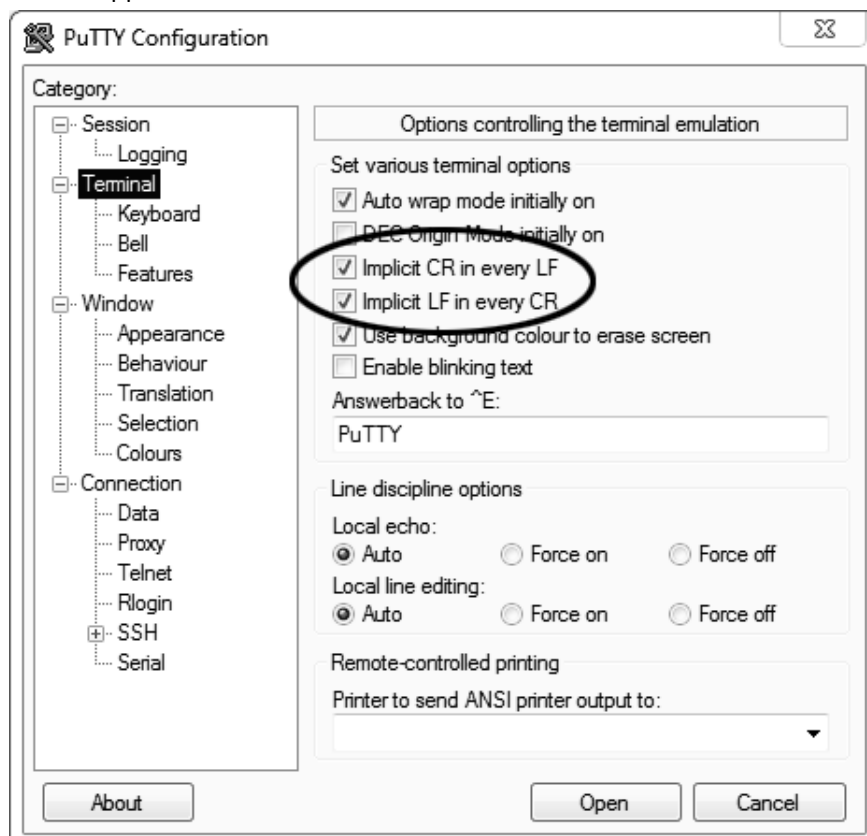 PuTTY Configuration
Category:
Session
Logging
Terminal
Keyboard
Bell
Features
Window
Appearance
Behaviour
Translation
Selection
Colours
Connection
Data
Proxy
Telnet
Rlogin
SSH
Serial
Options controlling the terminal emulation
Set various terminal options
Auto wrap mode initially on
DEC Origin Mode initially on
Implicit CR in every LF
Implicit LF in every CR
Use background colour to erase screen
Enable blinking text
Answerback to ^E:
PuTTY
Line discipline options
Local echo:
Auto Force on Force off
Local line editing:
Auto Force on Force off
Remote-controlled printing
Printer to send ANSI printer output to:
About Open Cancel